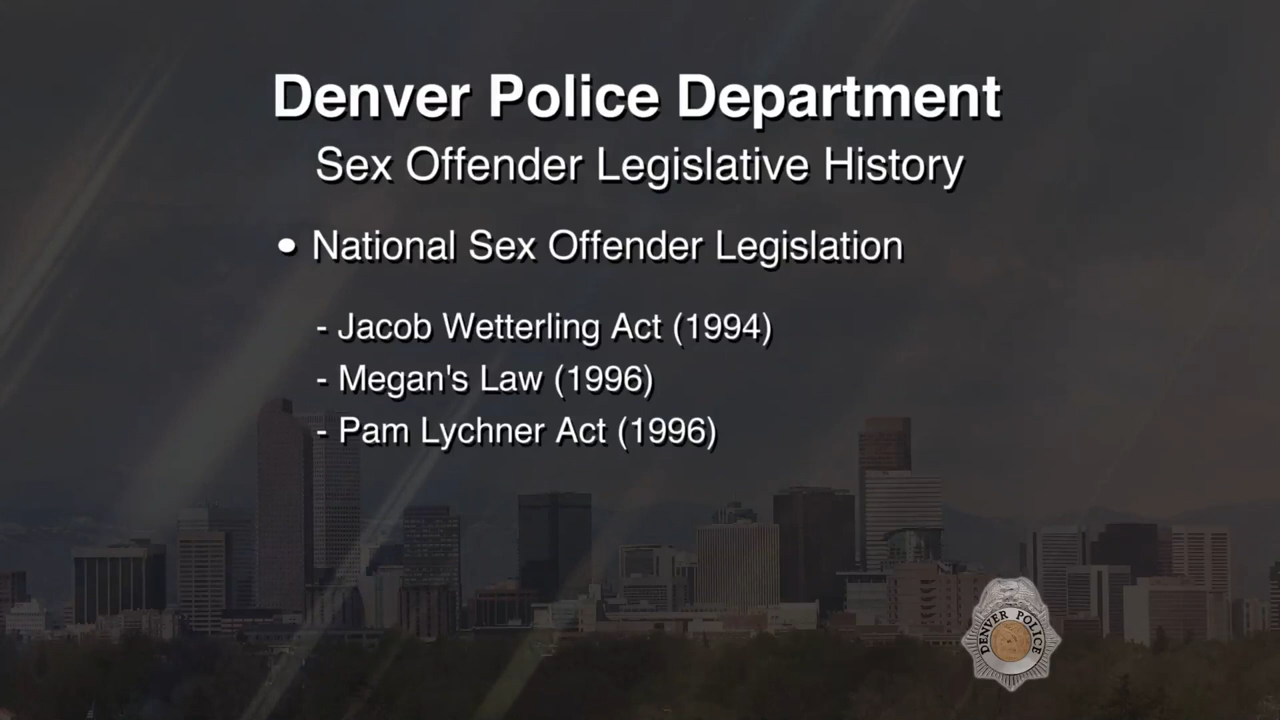 Denver Police Department
Sex Offender Legislative History
• National Sex Offender Legislation
- Jacob Wetterling Act (1994)
- Megan's Law (1996)
- Pam Lychner Act (1996)
DENVER POLICE